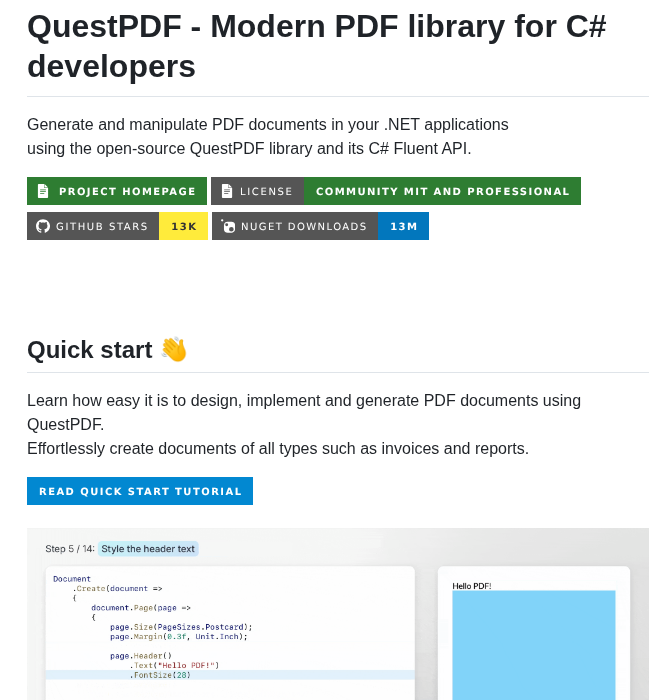 QuestPDF - Modern PDF library for C#
developers
Generate and manipulate PDF documents in your .NET applications
using the open-source QuestPDF library and its C# Fluent API.
PROJECT HOMEPAGE LICENSE COMMUNITY MIT AND PROFESSIONAL
GITHUB STARS 13K NUGET DOWNLOADS 13M
Quick start 👋
Learn how easy it is to design, implement and generate PDF documents using
QuestPDF.
Effortlessly create documents of all types such as invoices and reports.
READ QUICK START TUTORIAL
Step 5 / 14: Style the header text
Document
.Create(document =>
{
document.Page(page =>
{
page.Size(PageSizes.Postcard);
page.Margin(0.3f, Unit.Inch);
page.Header()
.Text("Hello PDF!")
.FontSize(28)
Hello PDF!